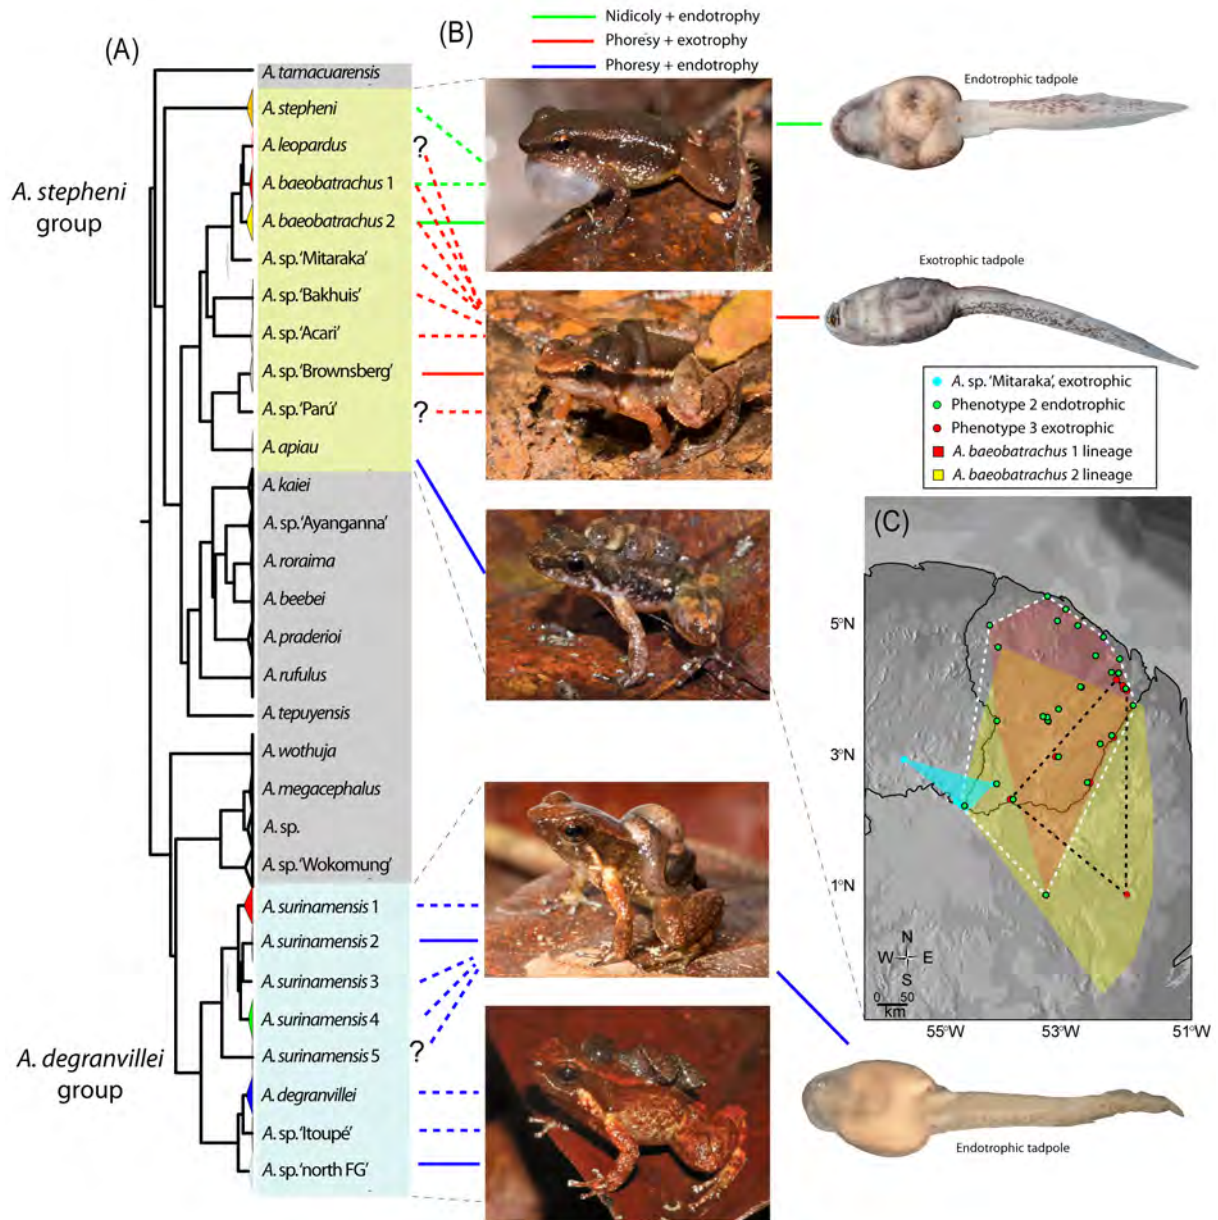 (A)
(B)
Nidicoly + endotrophy
Phoresy + exotrophy
Phoresy + endotrophy
A. stepheni
group
A. degranvillei
group
A. tamacuarensis
A. stepheni
A. leopardus
?
A. baeobatrachus 1
A. baeobatrachus 2
A. sp.'Mitaraka'
A. sp.'Bakhuis'
A. sp.'Acari'
A. sp.'Brownsberg'
A. sp.'Parú'
?
A. apiau
A. kaiei
A. sp.'Ayanganna'
A. roraima
A. beebei
A. praderioi
A. rufulus
A. tepuyensis
A. wothuja
A. megacephalus
A. sp.
A. sp.'Wokomung'
A. surinamensis 1
A. surinamensis 2
A. surinamensis 3
A. surinamensis 4
A. surinamensis 5
?
A. degranvillei
A. sp.'Itoupé'
A. sp.'north FG'
Endotrophic tadpole
Exotrophic tadpole
A. sp.'Mitaraka', exotrophic
Phenotype 2 endotrophic
Phenotype 3 exotrophic
A. baeobatrachus 1 lineage
A. baeobatrachus 2 lineage
(C)
5°N
3°N
1°N
N
W E
S
0 50
km
55°W
53°W
51°W
Endotrophic tadpole